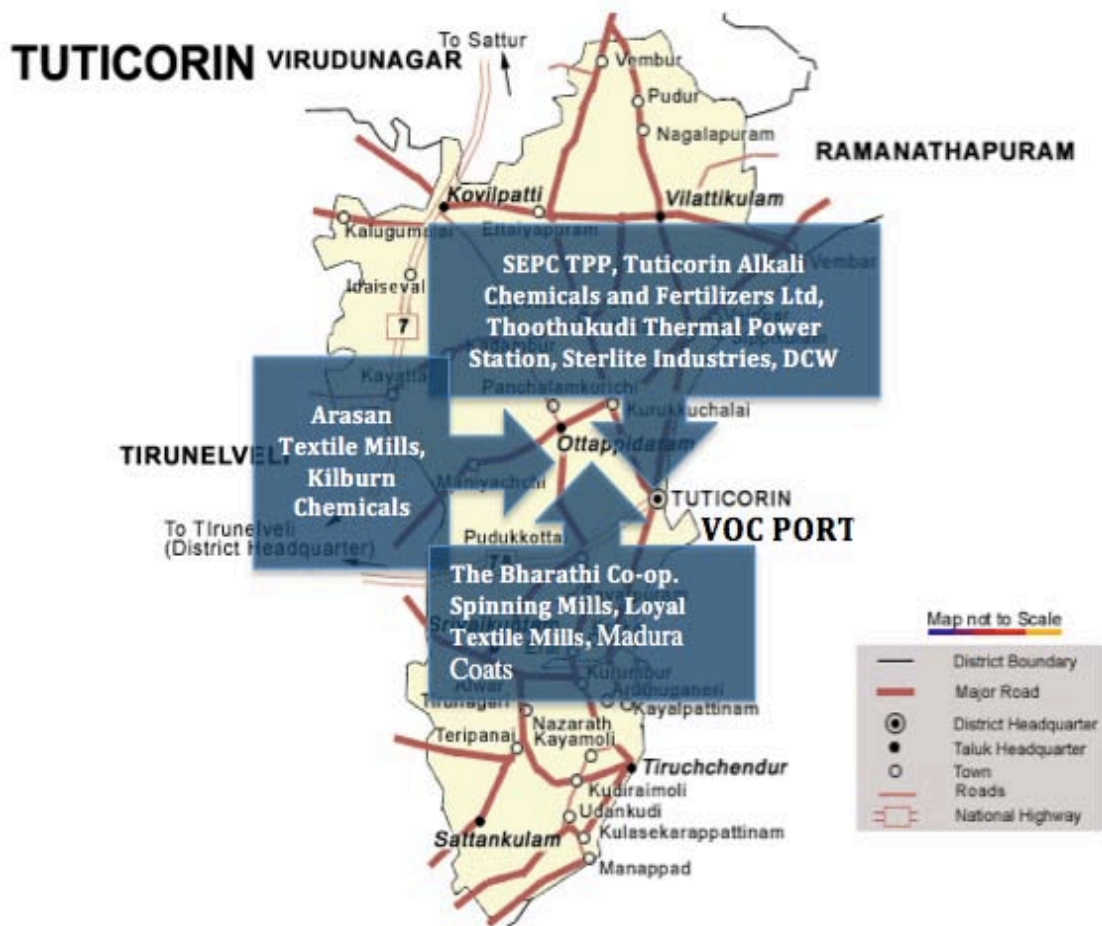 To Sattur
TUTICORIN VIRUDUNAGAR
Vembur
Pudur
Nagalapuram
RAMANATHAPURAM
Kovilpatti
Vilattikulam
Kalugumalai
Ettaiyapuram
Vembar
Idaiseval
SEPC TPP, Tuticorin Alkali
Chemicals and Fertilizers Ltd,
Thoothukudi Thermal Power
Station, Sterlite Industries, DCW
7
Kayatta
Panchalamkurichi
Kurukkuchalai
Arasan
Textile Mills,
Kilburn
Chemicals
Ottappidaram
TIRUNELVELI
Maniyachchi
TUTICORIN
VOC PORT
To TIrunelveli
(District Headquarter)
Pudukkotta
The Bharathi Co-op.
Spinning Mills, Loyal
Textile Mills, Madura
Coats
Srivaikuntam
Kurumbur
Alwar
Tirunagari
Arumuganeri
Kayalpattinam
Nazarath
Kayamoli
Teripanai
Tiruchchendur
Kudiraimoli
Udankudi
Sattankulam
Kulasekarappattinam
Manappad
Map not to Scale
District Boundary
Major Road
District Headquarter
Taluk Headquarter
Town
Roads
National Highway